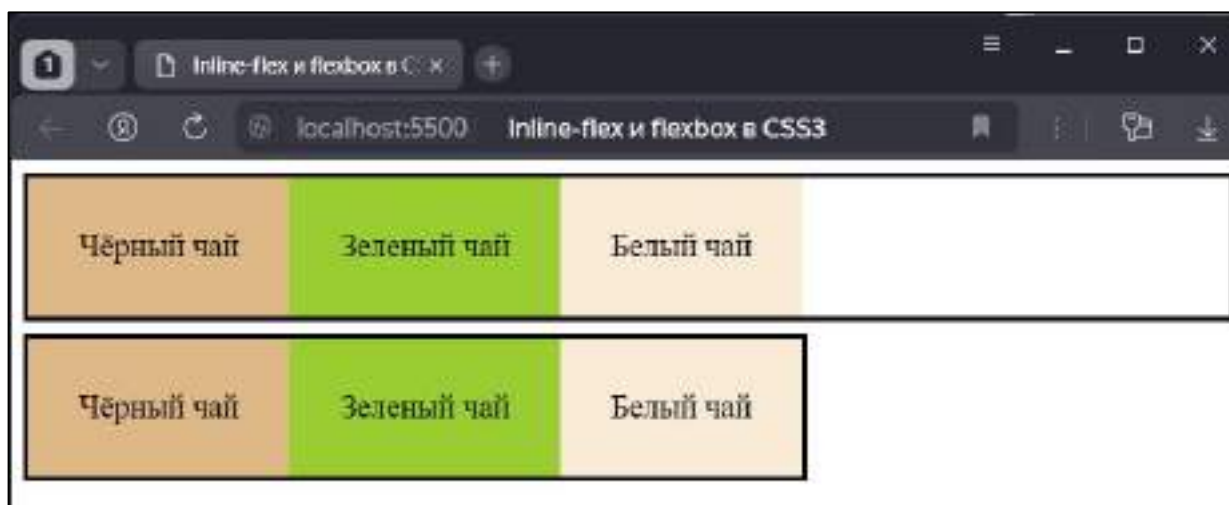 1 Inline-flex и flexbox в С
localhost:5500 Inline-flex и flexbox в CSS3
Чёрный чай Зеленый чай Белый чай
Чёрный чай Зеленый чай Белый чай